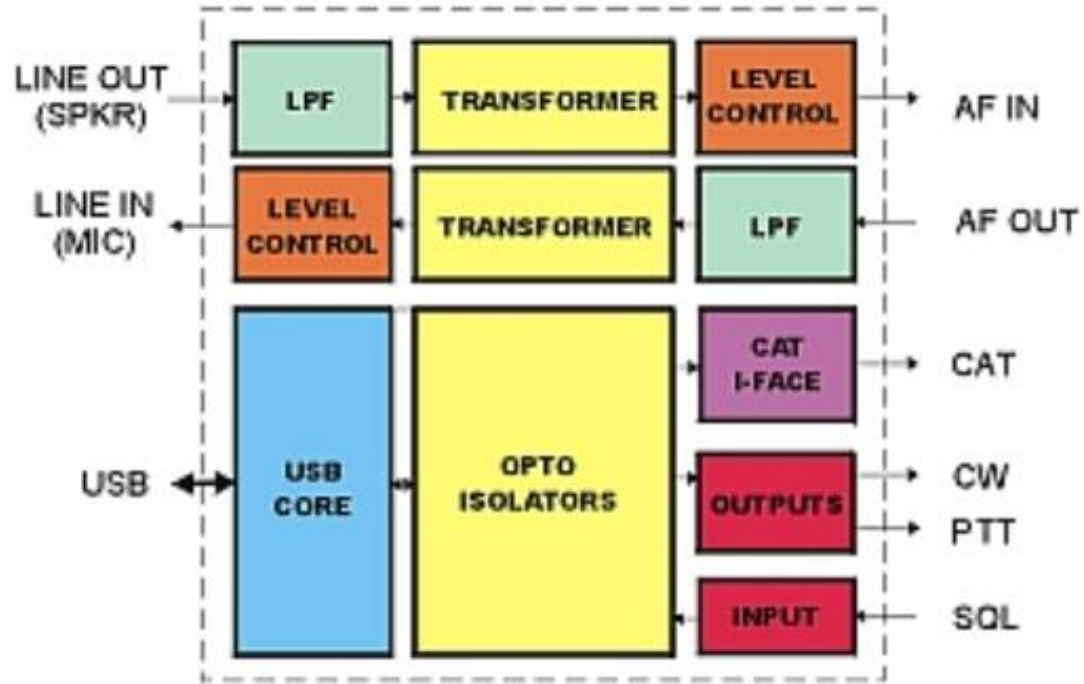 LINE OUT
(SPKR)
LPF
TRANSFORMER
LEVEL
CONTROL
AF IN
LINE IN
(MIC)
LEVEL
CONTROL
TRANSFORMER
LPF
AF OUT
USB
USB
CORE
OPTO
ISOLATORS
CAT
I-FACE
CAT
OUTPUTS
CW
PTT
INPUT
SQL